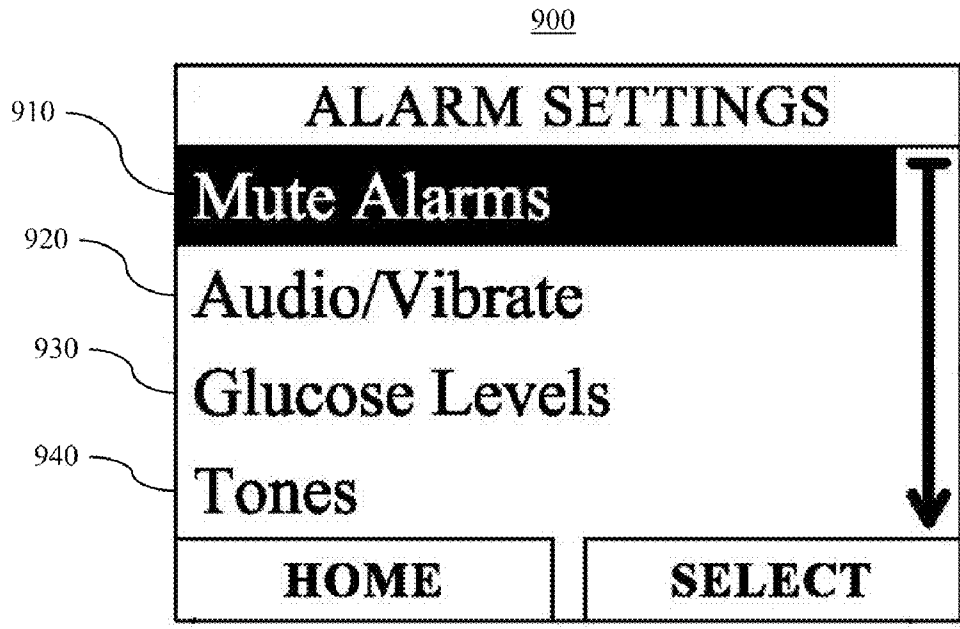 900
ALARM SETTINGS
910
Mute Alarms
920
Audio/Vibrate
930
Glucose Levels
940
Tones
HOME
SELECT